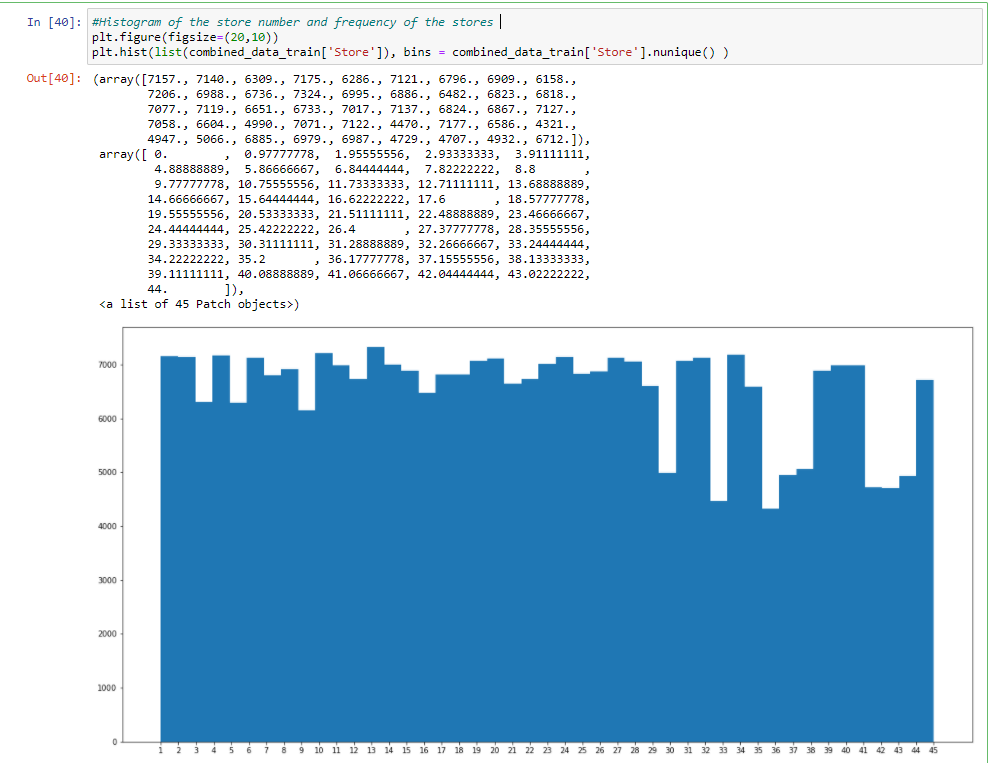 In [40]: #Histogram of the store number and frequency of the stores
plt.figure(figsize=(20,10))
plt.hist(list(combined_data_train['Store']), bins = combined_data_train['Store'].nunique() )
Out[40]: (array([7157., 7140., 6309., 7175., 6286., 7121., 6796., 6909., 6158.,
7206., 6988., 6736., 7324., 6995., 6886., 6482., 6823., 6818.,
7077., 7119., 6651., 6733., 7017., 7137., 6824., 6867., 7127.,
7058., 6604., 4990., 7071., 7122., 4470., 7177., 6586., 4321.,
4947., 5066., 6885., 6979., 6987., 4729., 4707., 4932., 6712.]),
array([ 0.        ,  0.97777778,  1.95555556,  2.93333333,  3.91111111,
4.88888889,  5.86666667,  6.84444444,  7.82222222,  8.8       ,
9.77777778, 10.75555556, 11.73333333, 12.71111111, 13.68888889,
14.66666667, 15.64444444, 16.62222222, 17.6       , 18.57777778,
19.55555556, 20.53333333, 21.51111111, 22.48888889, 23.46666667,
24.44444444, 25.42222222, 26.4       , 27.37777778, 28.35555556,
29.33333333, 30.31111111, 31.28888889, 32.26666667, 33.24444444,
34.22222222, 35.2       , 36.17777778, 37.15555556, 38.13333333,
39.11111111, 40.08888889, 41.06666667, 42.04444444, 43.02222222,
44.        ]),
<a list of 45 Patch objects>)
7000
6000
5000
4000
3000
2000
1000
0
1 2 3 4 5 6 7 8 9 10 11 12 13 14 15 16 17 18 19 20 21 22 23 24 25 26 27 28 29 30 31 32 33 34 35 36 37 38 39 40 41 42 43 44 45